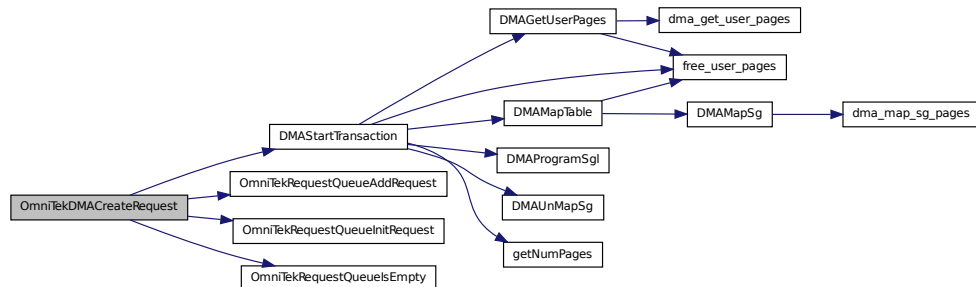 DMAGetUserPages
dma_get_user_pages
free_user_pages
DMAMapTable
DMAMapSg
dma_map_sg_pages
DMAStartTransaction
DMAProgramSgl
OmniTekRequestQueueAddRequest
OmniTekDMACreateRequest
DMAUnMapSg
OmniTekRequestQueueInitRequest
getNumPages
OmniTekRequestQueueIsEmpty